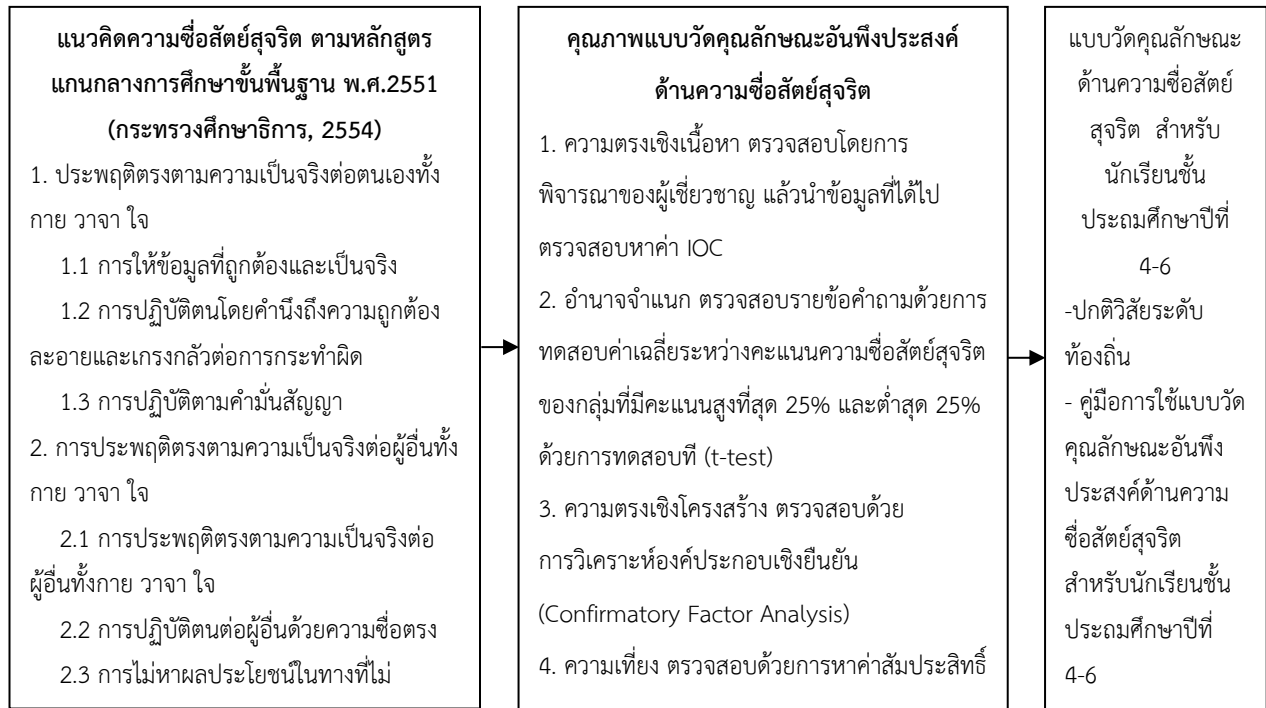 แนวคิดความซื่อสัตย์สุจริต ตามหลักสูตร
แกนกลางการศึกษาขั้นพื้นฐาน พ.ศ.2551
(กระทรวงศึกษาธิการ, 2554)
1. ประพฤติตรงตามความเป็นจริงต่อตนเองทั้ง
กาย วาจา ใจ
1.1 การให้ข้อมูลที่ถูกต้องและเป็นจริง
1.2 การปฏิบัติตนโดยคำนึงถึงความถูกต้อง
ละอายและเกรงกลัวต่อการกระทำผิด
1.3 การปฏิบัติตามคำมั่นสัญญา
2. การประพฤติตรงตามความเป็นจริงต่อผู้อื่นทั้ง
กาย วาจา ใจ
2.1 การประพฤติตรงตามความเป็นจริงต่อ
ผู้อื่นทั้งกาย วาจา ใจ
2.2 การปฏิบัติตนต่อผู้อื่นด้วยความซื่อตรง
2.3 การไม่หาผลประโยชน์ในทางที่ไม่
คุณภาพแบบวัดคุณลักษณะอันพึงประสงค์
ด้านความซื่อสัตย์สุจริต
1. ความตรงเชิงเนื้อหา ตรวจสอบโดยการ
พิจารณาของผู้เชี่ยวชาญ แล้วนำข้อมูลที่ได้ไป
ตรวจสอบหาค่า IOC
2. อำนาจจำแนก ตรวจสอบรายข้อคำถามด้วยการ
ทดสอบค่าเฉลี่ยระหว่างคะแนนความซื่อสัตย์สุจริต
ของกลุ่มที่มีคะแนนสูงที่สุด 25% และต่ำสุด 25%
ด้วยการทดสอบที (t-test)
3. ความตรงเชิงโครงสร้าง ตรวจสอบด้วย
การวิเคราะห์องค์ประกอบเชิงยืนยัน
(Confirmatory Factor Analysis)
4. ความเที่ยง ตรวจสอบด้วยการหาค่าสัมประสิทธิ์
แบบวัดคุณลักษณะ
ด้านความซื่อสัตย์
สุจริต สำหรับ
นักเรียนชั้น
ประถมศึกษาปีที่
4-6
-ปกติวิสัยระดับ
ท้องถิ่น
- คู่มือการใช้แบบวัด
คุณลักษณะอันพึง
ประสงค์ด้านความ
ซื่อสัตย์สุจริต
สำหรับนักเรียนชั้น
ประถมศึกษาปีที่
4-6